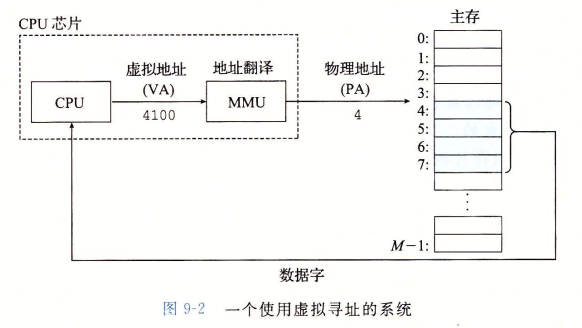 CPU 芯片
主存
虚拟地址
(VA)
4100
地址翻译
物理地址
(PA)
4
CPU
MMU
0:
1:
2:
3:
4:
5:
6:
7:
⋮
M−1:
数据字
图 9-2 一个使用虚拟寻址的系统